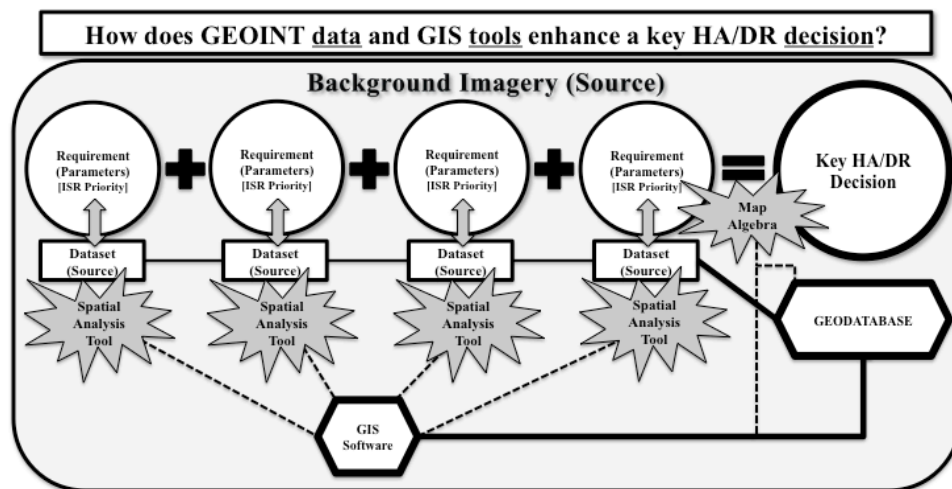 How does GEOINT data and GIS tools enhance a key HA/DR decision?
Background Imagery (Source)
Requirement
(Parameters)
[ISR Priority]
Requirement
(Parameters)
[ISR Priority]
Requirement
(Parameters)
[ISR Priority]
Requirement
(Parameters)
[ISR Priority]
Key HA/DR
Decision
Map
Algebra
Dataset
(Source)
Dataset
(Source)
Dataset
(Source)
Dataset
(Source)
Spatial
Analysis
Tool
Spatial
Analysis
Tool
Spatial
Analysis
Tool
Spatial
Analysis
Tool
GEODATABASE
GIS
Software